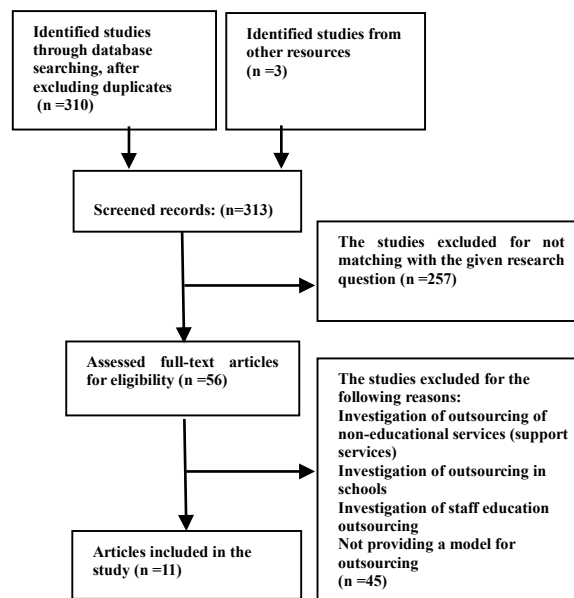 Identified studies
through database
searching, after
excluding duplicates
(n =310)
Identified studies from
other resources
(n =3)
Screened records: (n=313)
The studies excluded for not
matching with the given research
question (n =257)
Assessed full-text articles
for eligibility (n =56)
The studies excluded for the
following reasons:
Investigation of outsourcing of
non-educational services (support
services)
Investigation of outsourcing in
schools
Investigation of staff education
outsourcing
Not providing a model for
outsourcing
(n =45)
Articles included in the
study (n =11)